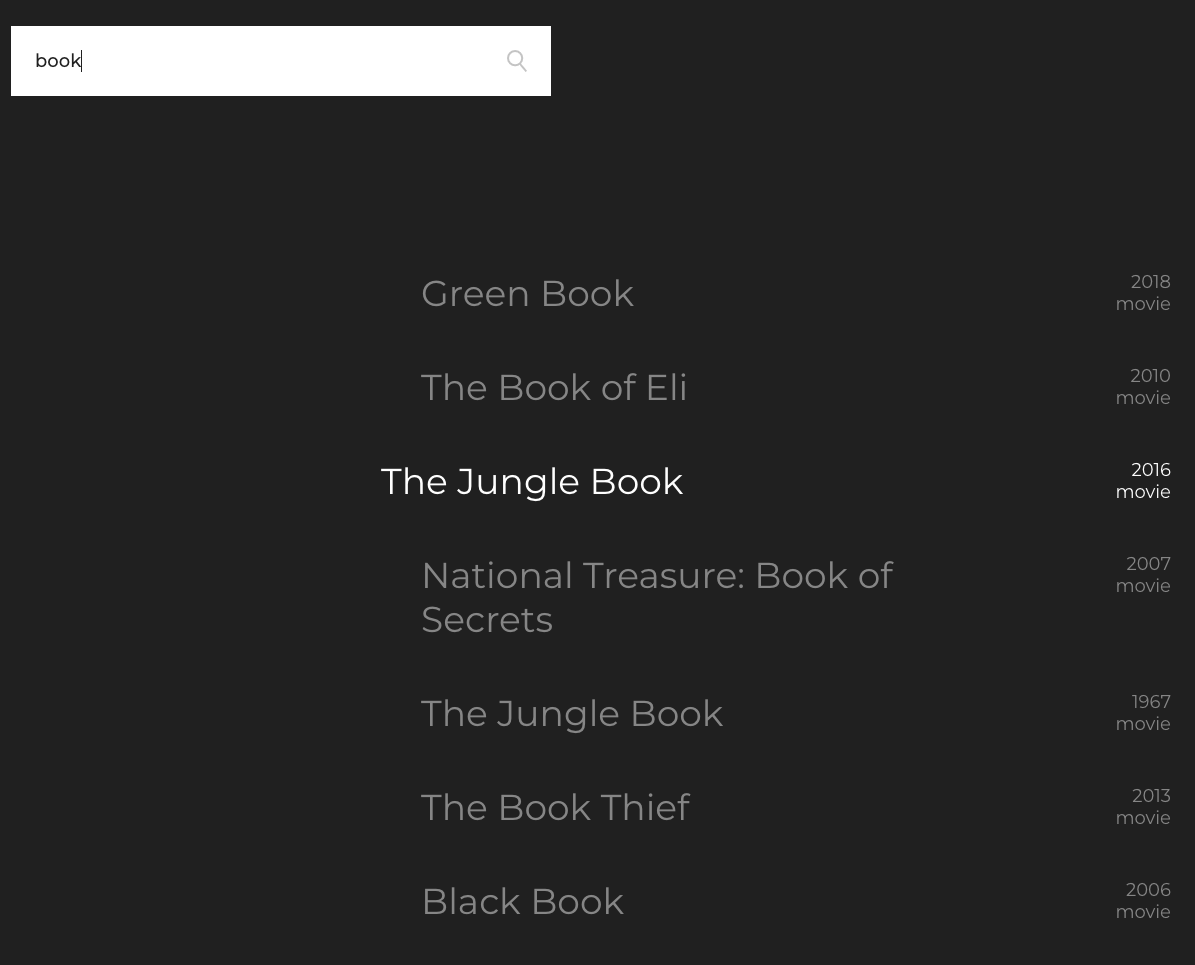 book
Green Book
2018
movie
The Book of Eli
2010
movie
The Jungle Book
2016
movie
National Treasure: Book of
Secrets
2007
movie
The Jungle Book
1967
movie
The Book Thief
2013
movie
Black Book
2006
movie